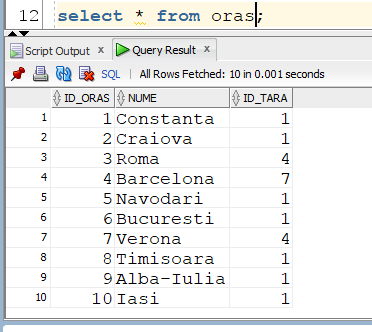 12 select * from oras;
Script Output x Query Result x
SQL | All Rows Fetched: 10 in 0.001 seconds
ID_ORAS NUME ID_TARA
1 1 Constanta 1
2 2 Craiova 1
3 3 Roma 4
4 4 Barcelona 7
5 5 Navodari 1
6 6 Bucuresti 1
7 7 Verona 4
8 8 Timisoara 1
9 9 Alba-Iulia 1
10 10 Iasi 1